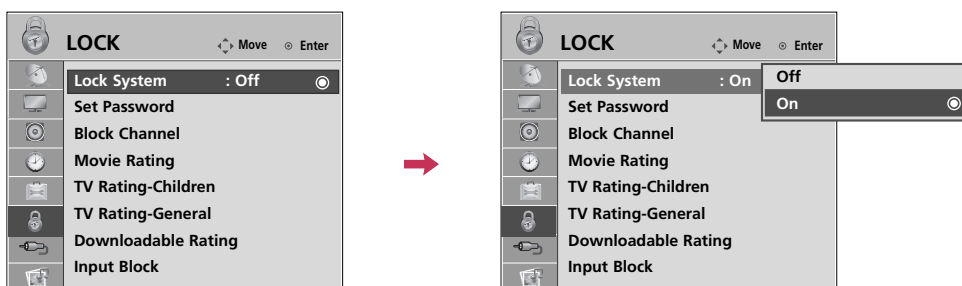 LOCK Move Enter
Lock System : Off
Set Password
Block Channel
Movie Rating
TV Rating-Children
TV Rating-General
Downloadable Rating
Input Block
LOCK Move Enter
Lock System : On
Set Password
Block Channel
Movie Rating
TV Rating-Children
TV Rating-General
Downloadable Rating
Input Block
Off
On